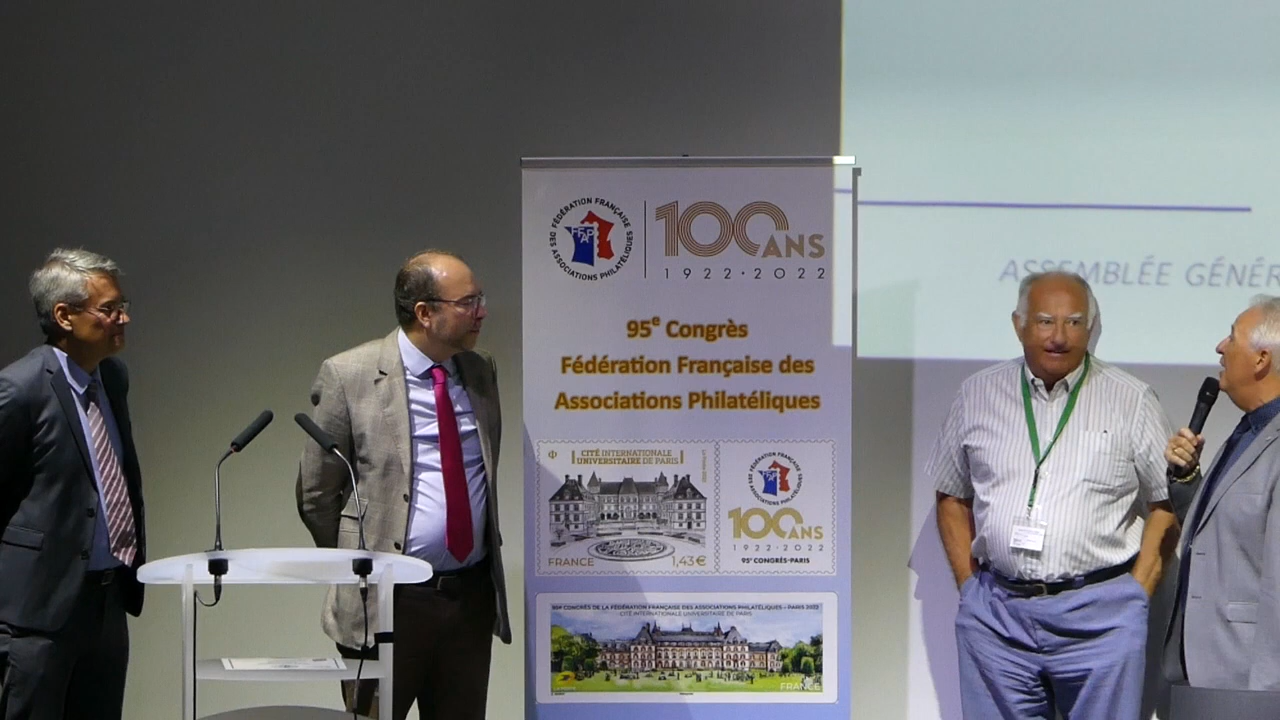 FÉDÉRATION FRANÇAISE
DES ASSOCIATIONS PHILATÉLIQUES
FFAP
100 ANS
1922·2022
95e Congrès
Fédération Française des
Associations Philatéliques
CITÉ INTERNATIONALE
UNIVERSITAIRE DE PARIS
FRANCE 1,43 €
FÉDÉRATION FRANÇAISE
DES ASSOCIATIONS PHILATÉLIQUES
100 ANS
1922·2022
95e CONGRÈS·PARIS
95e CONGRÈS DE LA FÉDÉRATION FRANÇAISE DES ASSOCIATIONS PHILATÉLIQUES – PARIS 2022
CITÉ INTERNATIONALE UNIVERSITAIRE DE PARIS
FRANCE
ASSEMBLÉE GÉNÉR